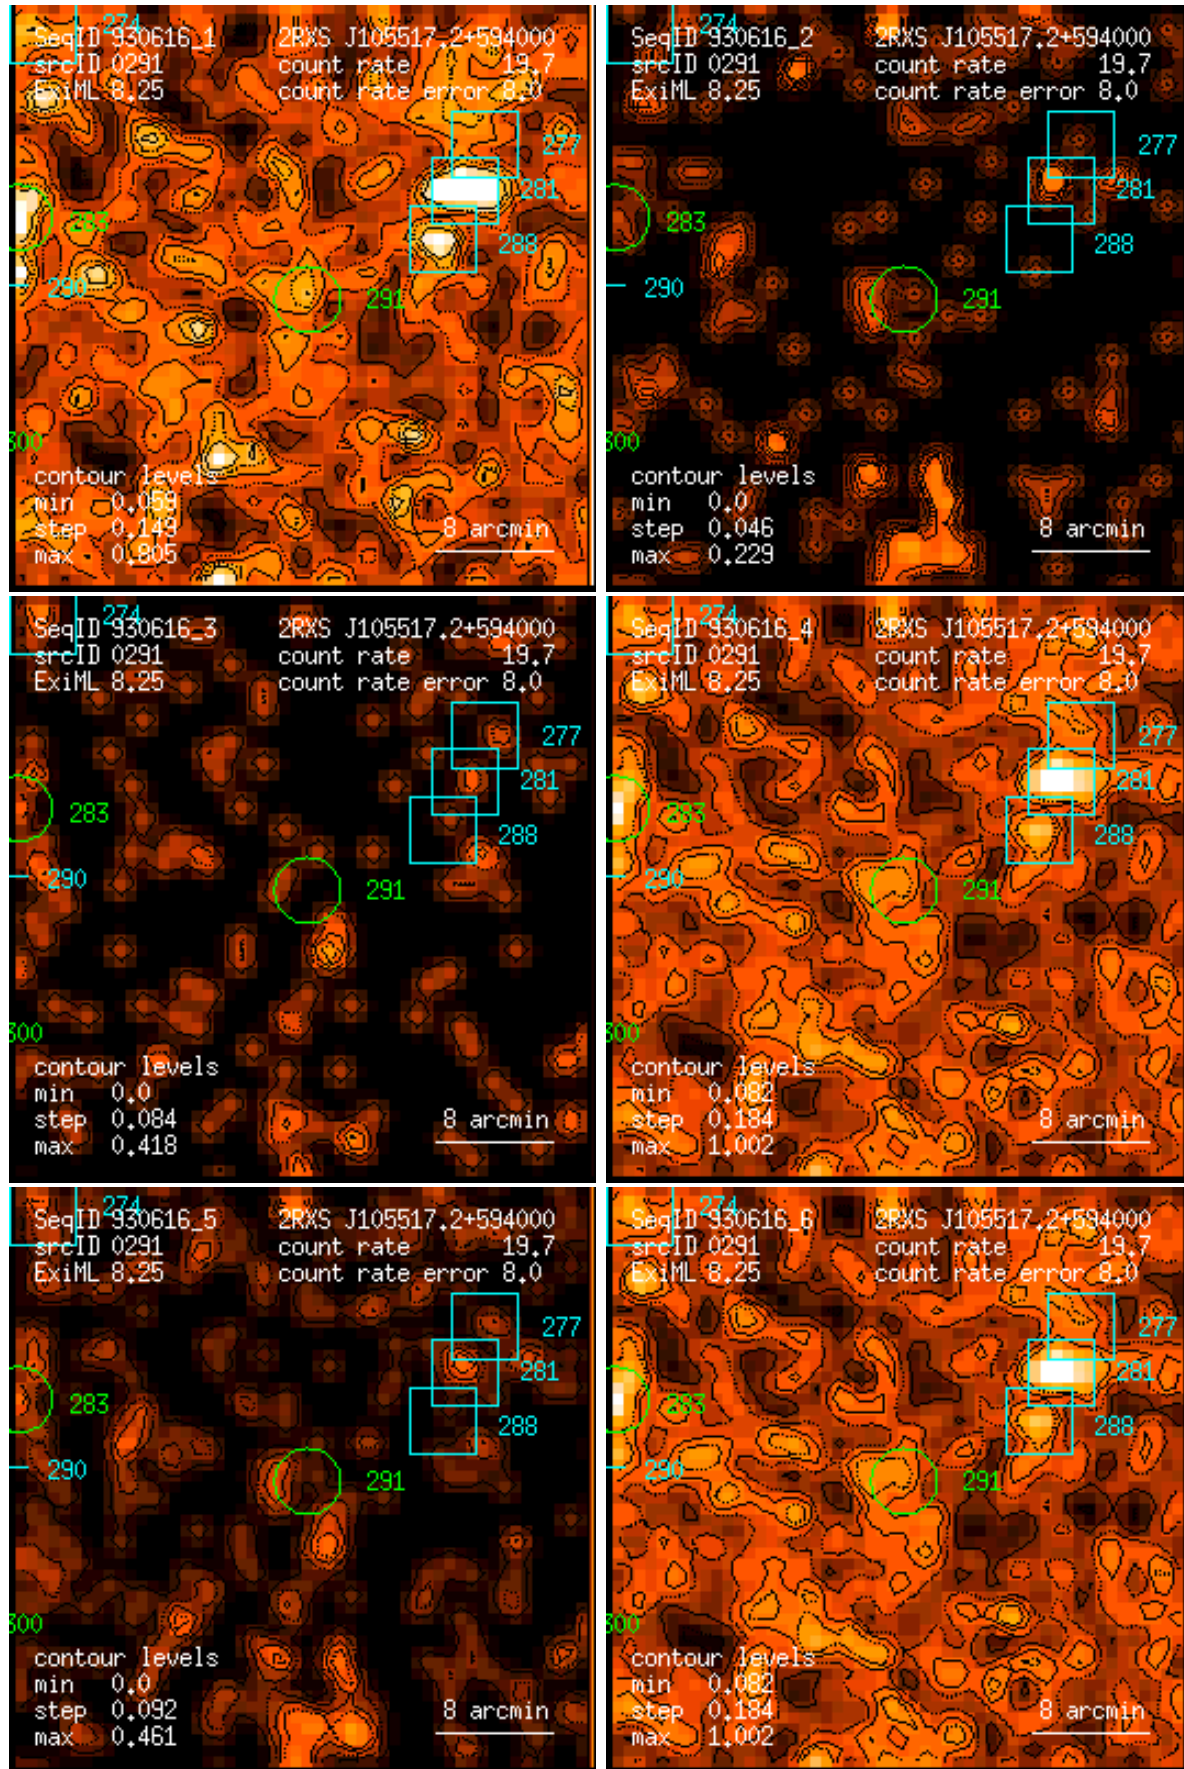 274
SeqID 930616_1 2RXS J105517.2+594000
srcID 0291 count rate 19.7
ExiML 8.25 count rate error 8.0
277
281
283
288
290
291
300
contour levels
min 0.059
step 0.149
max 0.805
8 arcmin
274
SeqID 930616_2 2RXS J105517.2+594000
srcID 0291 count rate 19.7
ExiML 8.25 count rate error 8.0
277
281
283
288
290
291
300
contour levels
min 0.0
step 0.046
max 0.229
8 arcmin
274
SeqID 930616_3 2RXS J105517.2+594000
srcID 0291 count rate 19.7
ExiML 8.25 count rate error 8.0
277
281
283
288
290
291
300
contour levels
min 0.0
step 0.084
max 0.418
8 arcmin
274
SeqID 930616_4 2RXS J105517.2+594000
srcID 0291 count rate 19.7
ExiML 8.25 count rate error 8.0
277
281
283
288
290
291
300
contour levels
min 0.082
step 0.184
max 1.002
8 arcmin
274
SeqID 930616_5 2RXS J105517.2+594000
srcID 0291 count rate 19.7
ExiML 8.25 count rate error 8.0
277
281
283
288
290
291
300
contour levels
min 0.0
step 0.092
max 0.461
8 arcmin
274
SeqID 930616_6 2RXS J105517.2+594000
srcID 0291 count rate 19.7
ExiML 8.25 count rate error 8.0
277
281
283
288
290
291
300
contour levels
min 0.082
step 0.184
max 1.002
8 arcmin